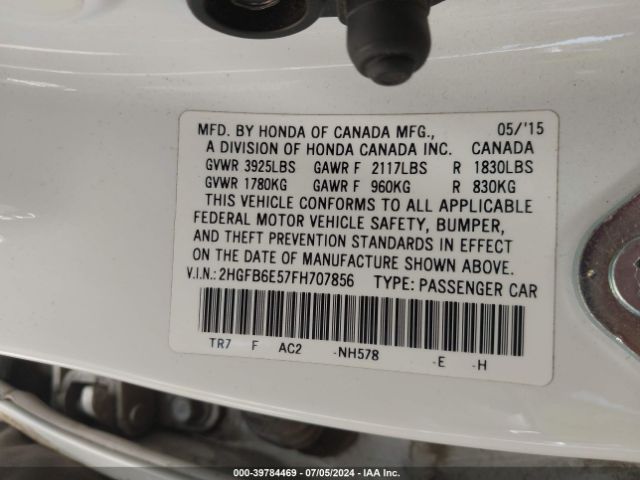 MFD. BY HONDA OF CANADA MFG., 05/'15
A DIVISION OF HONDA CANADA INC. CANADA
GVWR 3925LBS GAWR F 2117LBS R 1830LBS
GVWR 1780KG GAWR F 960KG R 830KG
THIS VEHICLE CONFORMS TO ALL APPLICABLE
FEDERAL MOTOR VEHICLE SAFETY, BUMPER,
AND THEFT PREVENTION STANDARDS IN EFFECT
ON THE DATE OF MANUFACTURE SHOWN ABOVE.
V.I.N.: 2HGFB6E57FH707856 TYPE: PASSENGER CAR
TR7 F AC2 -NH578 -E -H
000-39784469 - 07/05/2024 - IAA Inc.